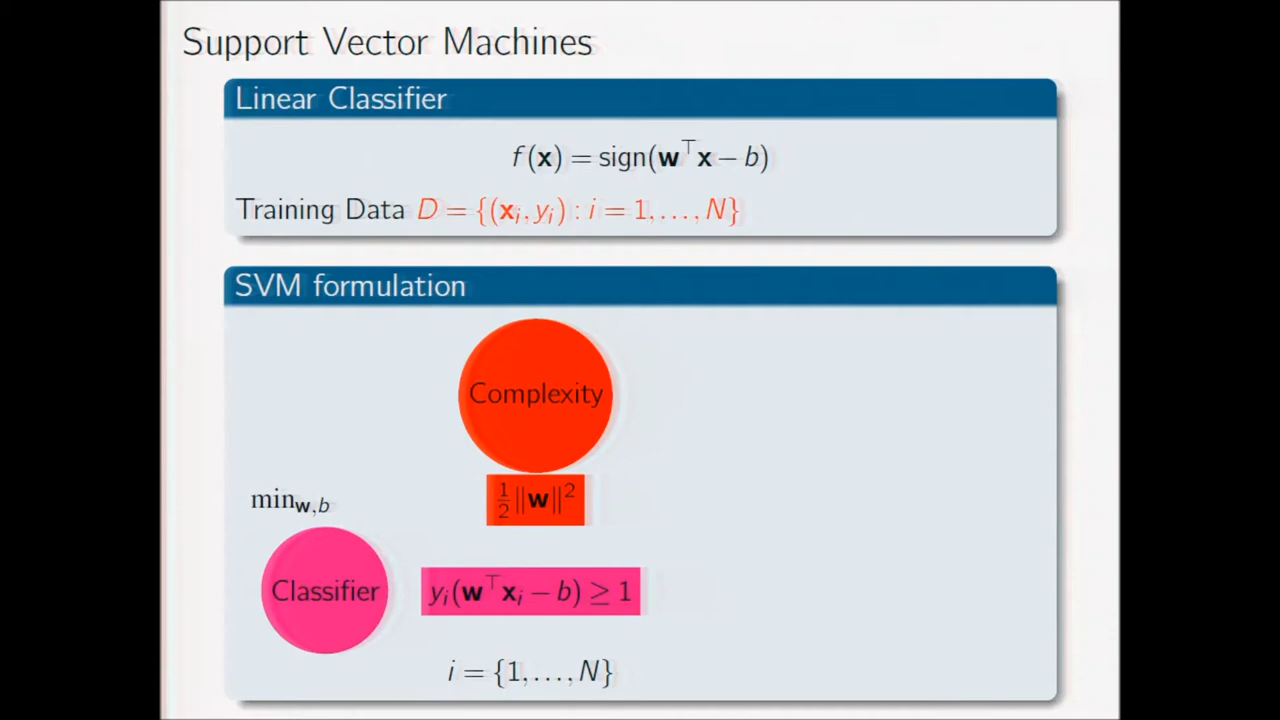 Support Vector Machines
Linear Classifier
f(x) = sign(w⊤x − b)
Training Data D = {(xᵢ, yᵢ) : i = 1, . . . , N}
SVM formulation
Complexity
min_{w,b} ½‖w‖²
Classifier yᵢ(w⊤xᵢ − b) ≥ 1
i = {1, . . . , N}